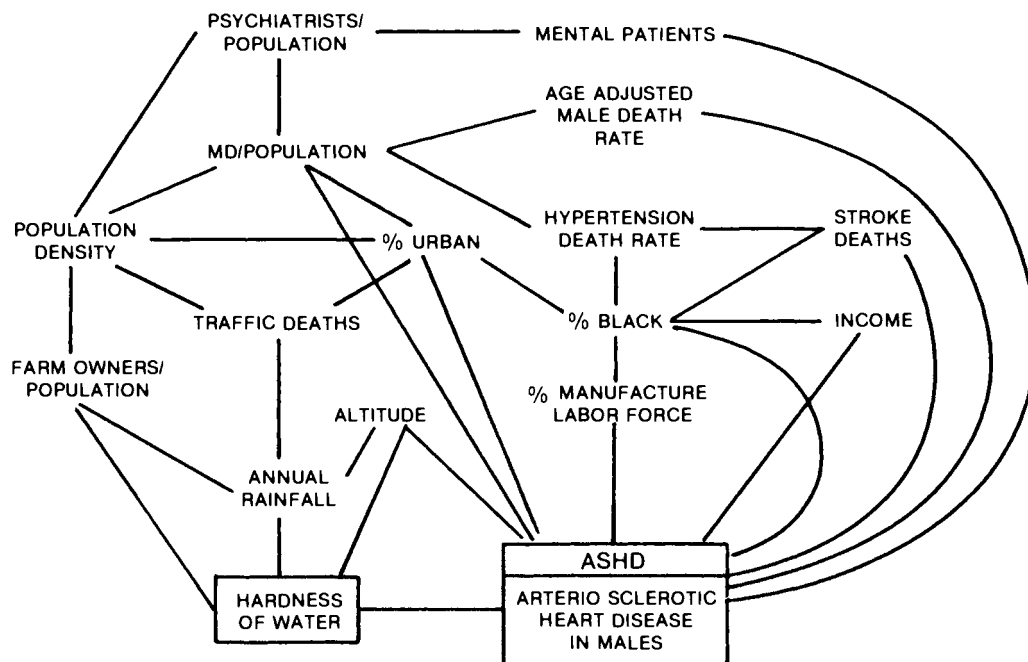 PSYCHIATRISTS/
POPULATION
MENTAL PATIENTS
AGE ADJUSTED
MALE DEATH
RATE
MD/POPULATION
POPULATION
DENSITY
% URBAN
HYPERTENSION
DEATH RATE
STROKE
DEATHS
TRAFFIC DEATHS
% BLACK
INCOME
FARM OWNERS/
POPULATION
% MANUFACTURE
LABOR FORCE
ALTITUDE
ANNUAL
RAINFALL
HARDNESS
OF WATER
ASHD
ARTERIO SCLEROTIC
HEART DISEASE
IN MALES